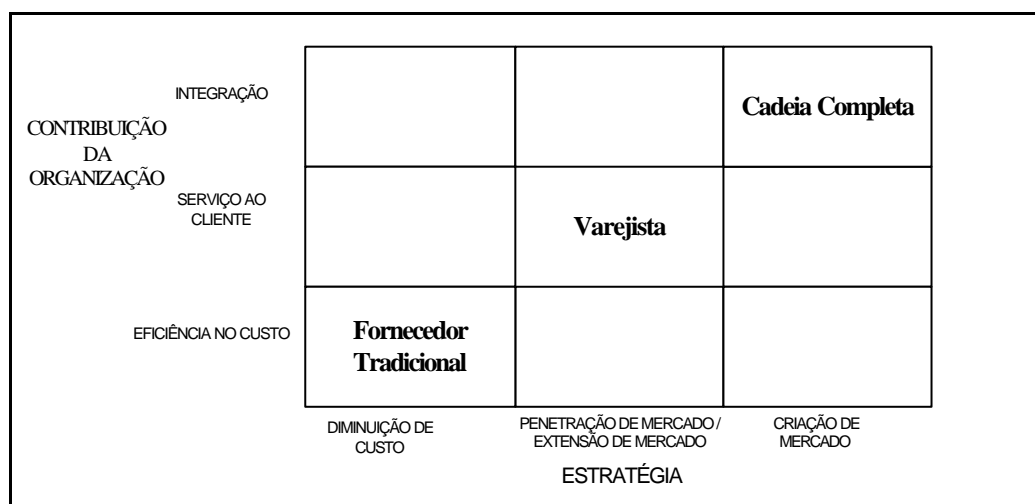 INTEGRAÇÃO
Cadeia Completa
CONTRIBUIÇÃO
DA
ORGANIZAÇÃO
SERVIÇO AO
CLIENTE
Varejista
EFICIÊNCIA NO CUSTO
Fornecedor
Tradicional
DIMINUIÇÃO DE
CUSTO
PENETRAÇÃO DE MERCADO /
EXTENSÃO DE MERCADO
CRIAÇÃO DE
MERCADO
ESTRATÉGIA